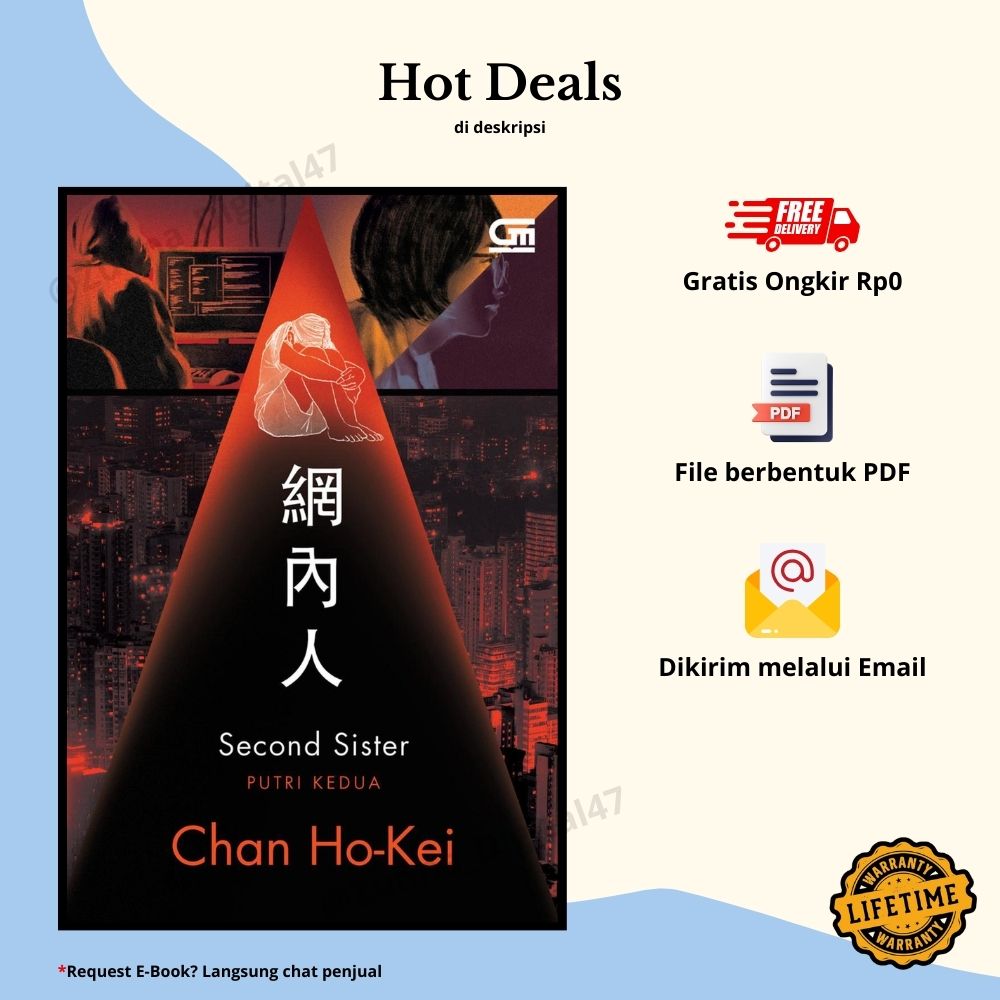 Hot Deals
di deskripsi
FREE
DELIVERY
Gratis Ongkir Rp0
PDF
File berbentuk PDF
@
Dikirim melalui Email
Gm
網
內
人
Second Sister
PUTRI KEDUA
Chan Ho-Kei
WARRANTY
LIFETIME
WARRANTY
*Request E-Book? Langsung chat penjual